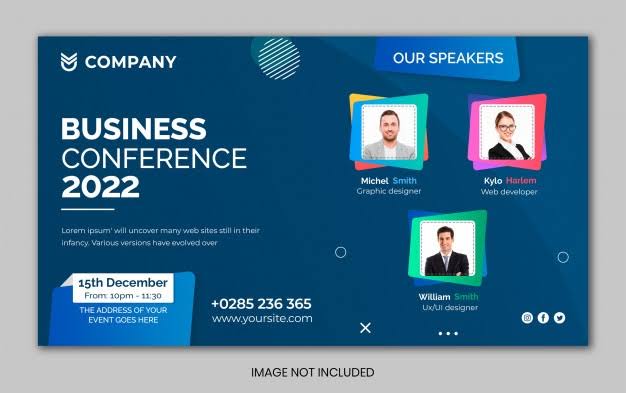 COMPANY
BUSINESS
CONFERENCE
2022
Lorem ipsum' will uncover many web sites still in their
infancy. Various versions have evolved over
15th December
From: 10pm - 11:30
THE ADDRESS OF YOUR
EVENT GOES HERE
+0285 236 365
www.yoursite.com
OUR SPEAKERS
Michel Smith
Graphic designer
Kylo Harlem
Web developer
William Smith
Ux/UI designer
IMAGE NOT INCLUDED